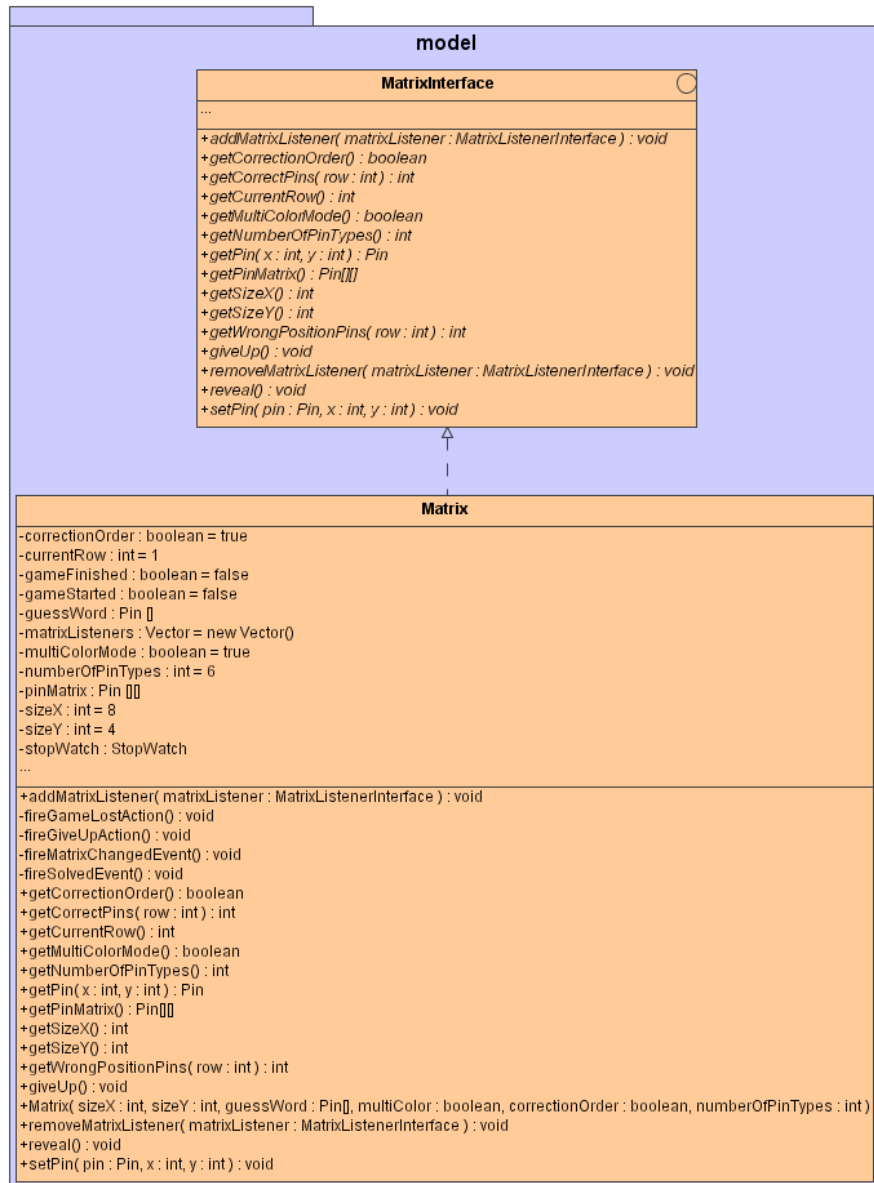 model
MatrixInterface
...
+addMatrixListener( matrixListener : MatrixListenerInterface ) : void
+getCorrectionOrder() : boolean
+getCorrectPins( row : int ) : int
+getCurrentRow() : int
+getMultiColorMode() : boolean
+getNumberOfPinTypes() : int
+getPin( x : int, y : int ) : Pin
+getPinMatrix() : Pin[][]
+getSizeX() : int
+getSizeY() : int
+getWrongPositionPins( row : int ) : int
+giveUp() : void
+removeMatrixListener( matrixListener : MatrixListenerInterface ) : void
+reveal() : void
+setPin( pin : Pin, x : int, y : int ) : void
Matrix
-correctionOrder : boolean = true
-currentRow : int = 1
-gameFinished : boolean = false
-gameStarted : boolean = false
-guessWord : Pin []
-matrixListeners : Vector = new Vector()
-multiColorMode : boolean = true
-numberOfPinTypes : int = 6
-pinMatrix : Pin [][]
-sizeX : int = 8
-sizeY : int = 4
-stopWatch : StopWatch
...
+addMatrixListener( matrixListener : MatrixListenerInterface ) : void
-fireGameLostAction() : void
-fireGiveUpAction() : void
-fireMatrixChangedEvent() : void
-fireSolvedEvent() : void
+getCorrectionOrder() : boolean
+getCorrectPins( row : int ) : int
+getCurrentRow() : int
+getMultiColorMode() : boolean
+getNumberOfPinTypes() : int
+getPin( x : int, y : int ) : Pin
+getPinMatrix() : Pin[][]
+getSizeX() : int
+getSizeY() : int
+getWrongPositionPins( row : int ) : int
+giveUp() : void
+Matrix( sizeX : int, sizeY : int, guessWord : Pin[], multiColor : boolean, correctionOrder : boolean, numberOfPinTypes : int )
+removeMatrixListener( matrixListener : MatrixListenerInterface ) : void
+reveal() : void
+setPin( pin : Pin, x : int, y : int ) : void